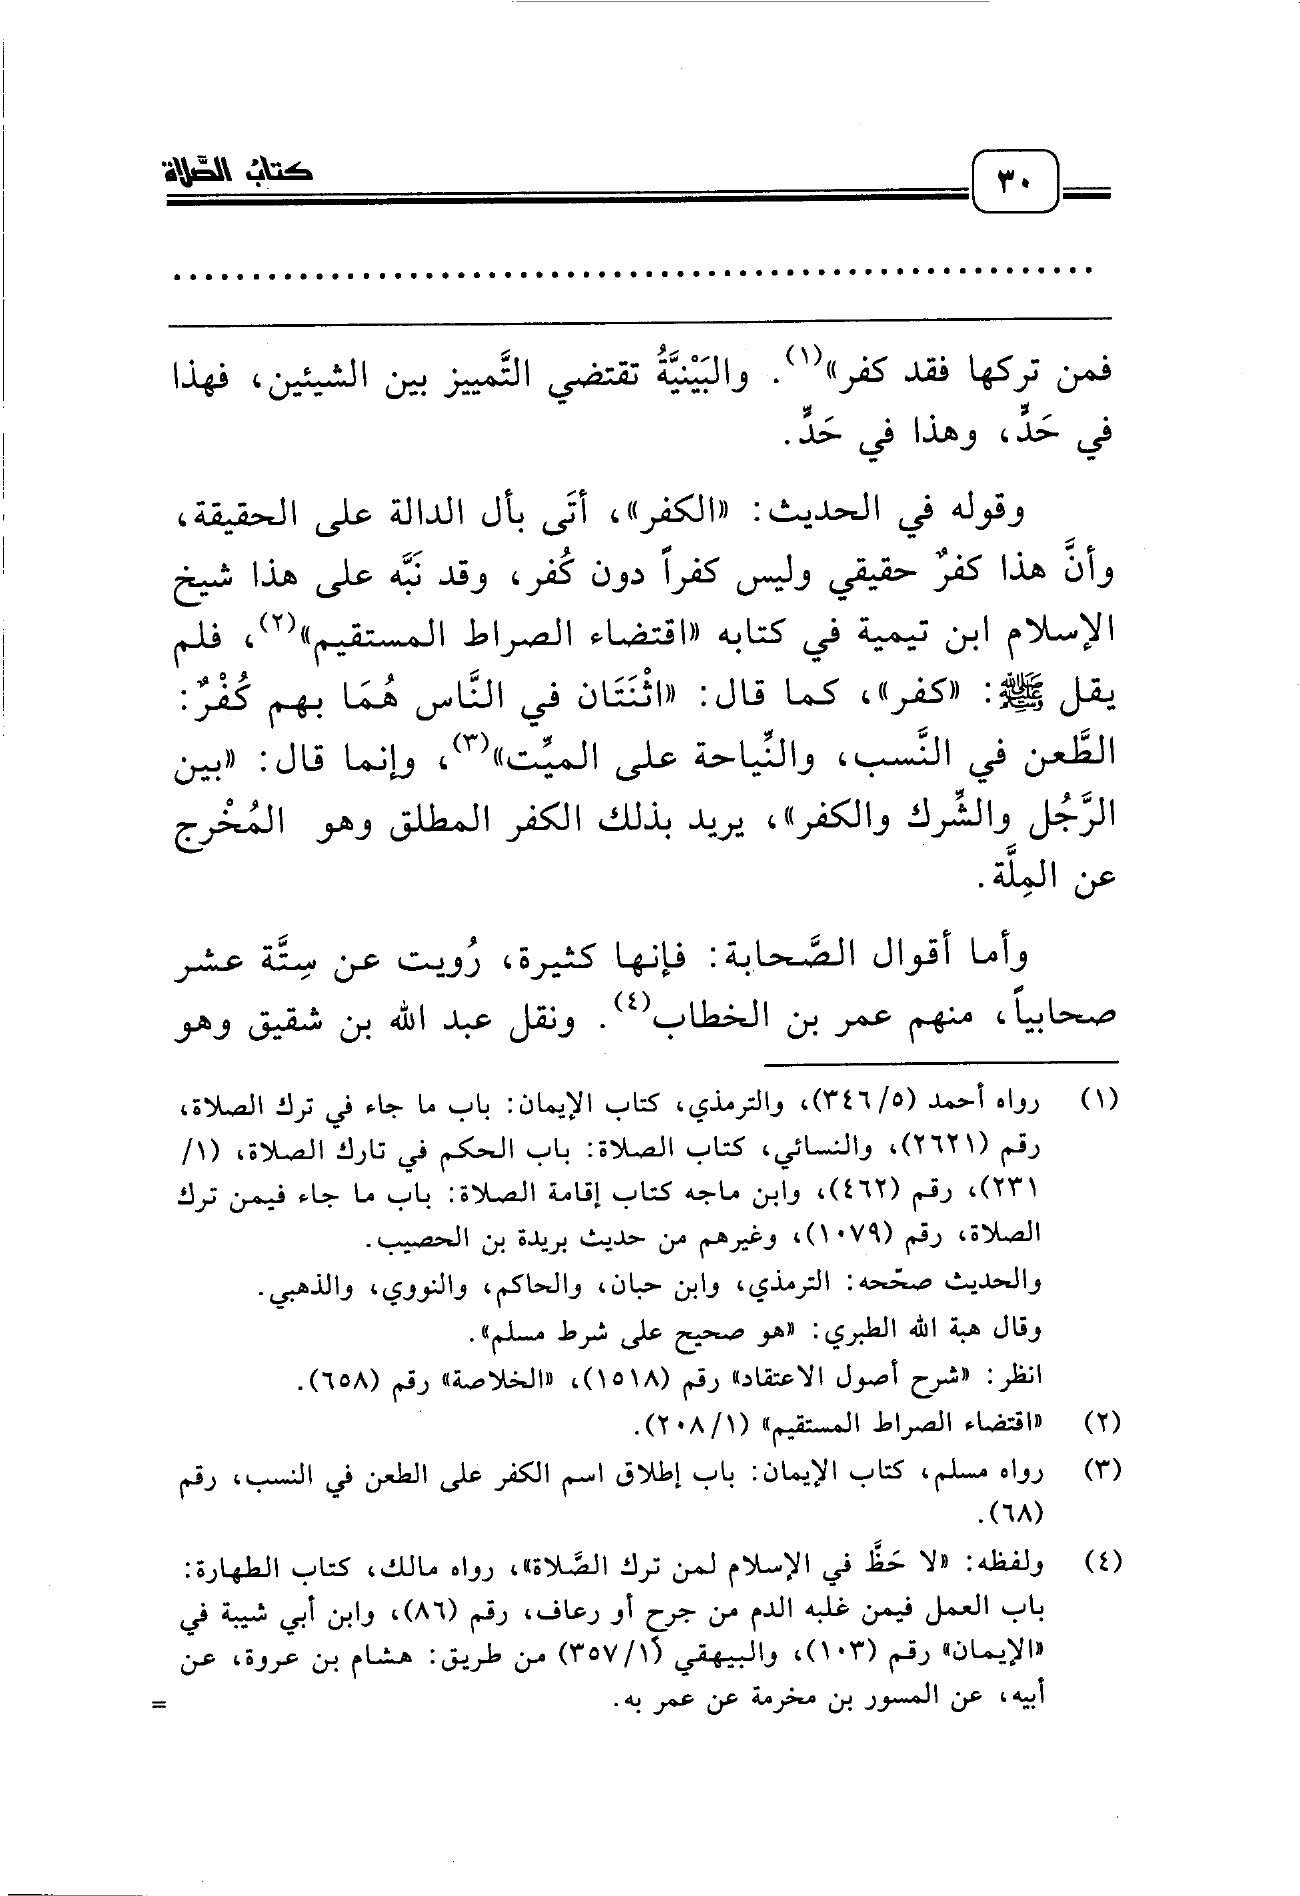 ٣٠
كتابُ الصَّلاة
فمن تركها فقد كفر»(١). والبَيْنيَّةُ تقتضي التَّمييز بين الشيئين، فهذا
في حَدٍّ، وهذا في حَدٍّ.
وقوله في الحديث: «الكفر»، أتَى بأل الدالة على الحقيقة،
وأنَّ هذا كفرٌ حقيقي وليس كفراً دون كُفر، وقد نَبَّه على هذا شيخ
الإسلام ابن تيمية في كتابه «اقتضاء الصراط المستقيم»(٢)، فلم
يقل ﷺ: «كفر»، كما قال: «اثْنَتَان في النَّاس هُمَا بهم كُفْرٌ:
الطَّعن في النَّسب، والنِّياحة على الميِّت»(٣)، وإنما قال: «بين
الرَّجُل والشِّرك والكفر»، يريد بذلك الكفر المطلق وهو المُخْرج
عن المِلَّة.
وأما أقوال الصَّحابة: فإنها كثيرة، رُويت عن سِتَّة عشر
صحابياً، منهم عمر بن الخطاب(٤). ونقل عبد الله بن شقيق وهو
(١) رواه أحمد (٣٤٦/٥)، والترمذي، كتاب الإيمان: باب ما جاء في ترك الصلاة،
رقم (٢٦٢١)، والنسائي، كتاب الصلاة: باب الحكم في تارك الصلاة، (١/
٢٣١)، رقم (٤٦٢)، وابن ماجه كتاب إقامة الصلاة: باب ما جاء فيمن ترك
الصلاة، رقم (١٠٧٩)، وغيرهم من حديث بريدة بن الحصيب.
والحديث صحّحه: الترمذي، وابن حبان، والحاكم، والنووي، والذهبي.
وقال هبة الله الطبري: «هو صحيح على شرط مسلم».
انظر: «شرح أصول الاعتقاد» رقم (١٥١٨)، «الخلاصة» رقم (٦٥٨).
(٢) «اقتضاء الصراط المستقيم» (٢٠٨/١).
(٣) رواه مسلم، كتاب الإيمان: باب إطلاق اسم الكفر على الطعن في النسب، رقم
(٦٨).
(٤) ولفظه: «لا حَظَّ في الإسلام لمن ترك الصَّلاة»، رواه مالك، كتاب الطهارة:
باب العمل فيمن غلبه الدم من جرح أو رعاف، رقم (٨٦)، وابن أبي شيبة في
«الإيمان» رقم (١٠٣)، والبيهقي (٣٥٧/١) من طريق: هشام بن عروة، عن
أبيه، عن المسور بن مخرمة عن عمر به. =